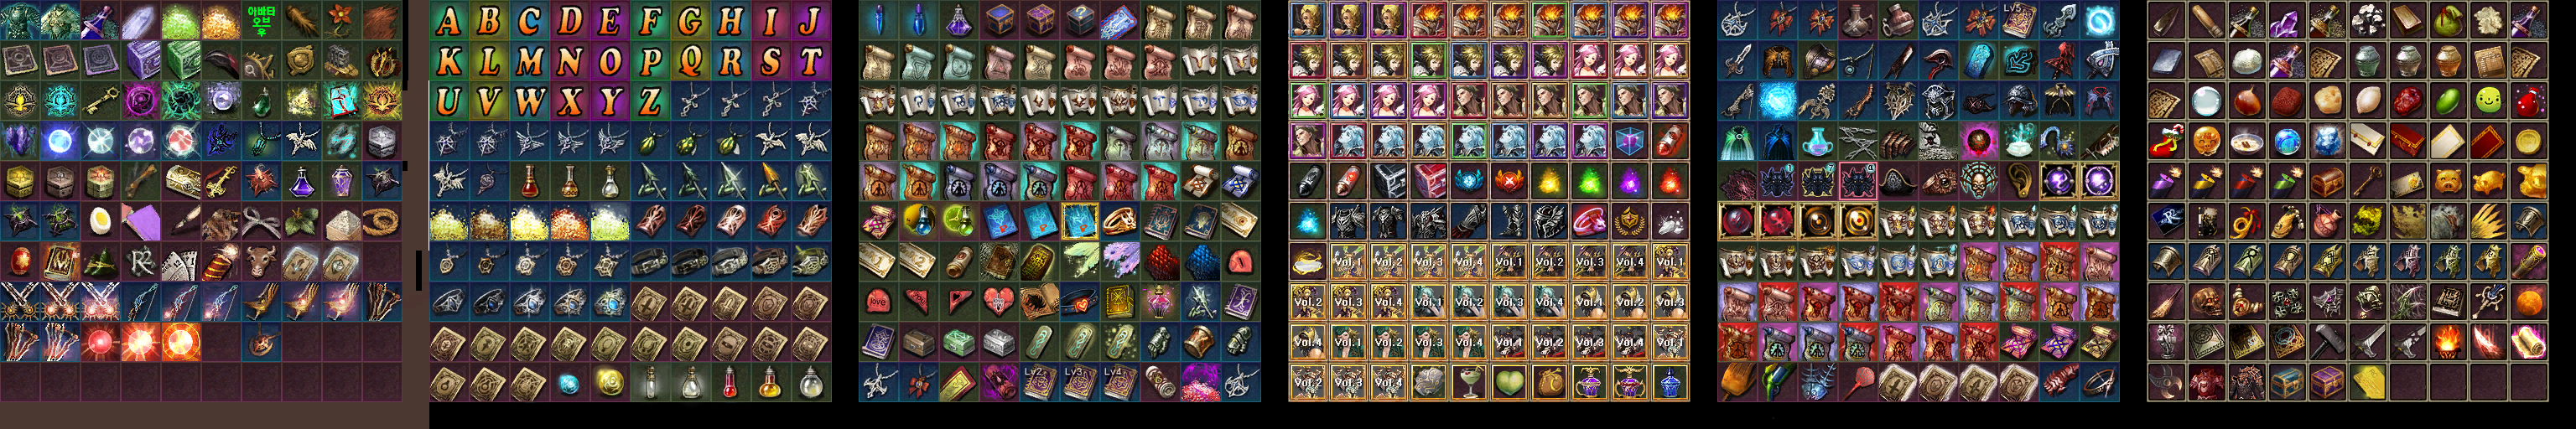 아바타
오브
우
A B C D E F G H I J
K L M N O P Q R S T
U V W X Y Z
R2
love
Lv2 Lv3 Lv4
Vol.1 Vol.2 Vol.3 Vol.4 Vol.1 Vol.2 Vol.3 Vol.4 Vol.1
Vol.2 Vol.3 Vol.4 Vol.1 Vol.2 Vol.3 Vol.4 Vol.1 Vol.2 Vol.3
Vol.4 Vol.1 Vol.2 Vol.3 Vol.4 Vol.1 Vol.2 Vol.3 Vol.4 Vol.1
Vol.2 Vol.3 Vol.4
Lv5